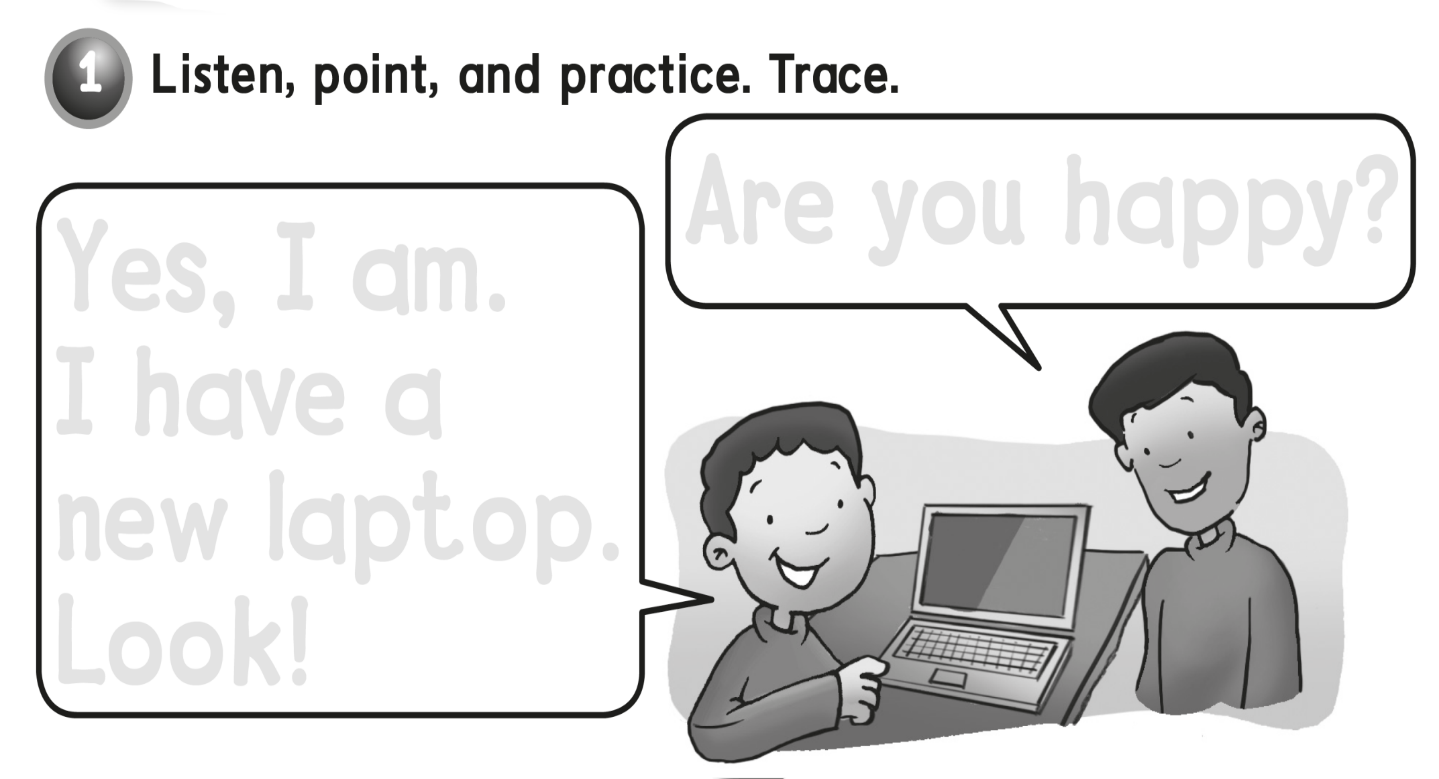 1 Listen, point, and practice. Trace.
Are you happy?
Yes, I am.
I have a
new laptop.
Look!